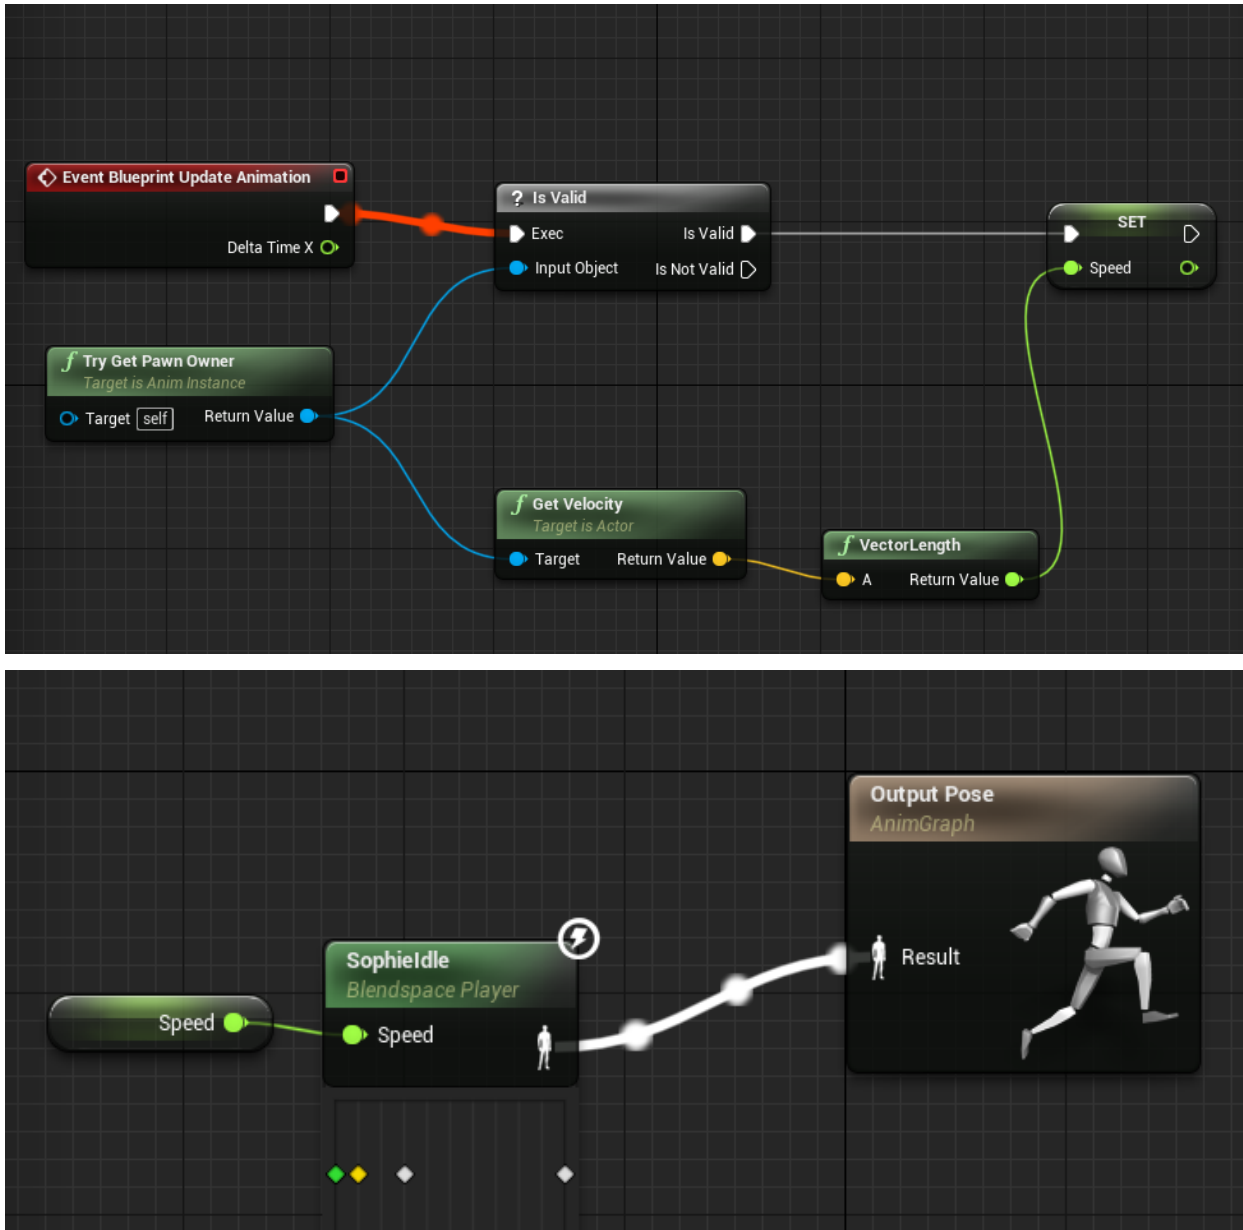 Event Blueprint Update Animation
Delta Time X
? Is Valid
Exec
Is Valid
Input Object
Is Not Valid
SET
Speed
f Try Get Pawn Owner
Target is Anim Instance
Target self
Return Value
f Get Velocity
Target is Actor
Target
Return Value
f VectorLength
A
Return Value
Output Pose
AnimGraph
Result
SophieIdle
Blendspace Player
Speed
Speed